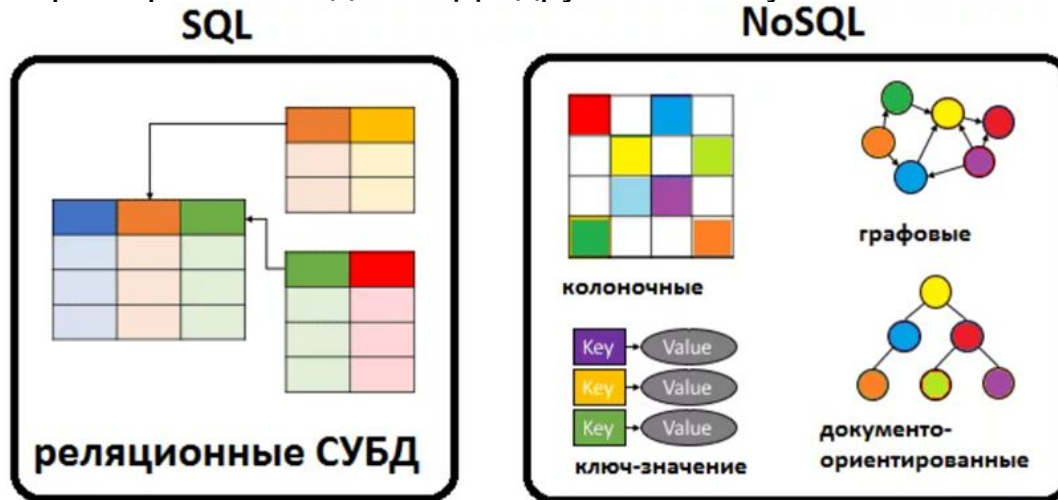 SQL
NoSQL
реляционные СУБД
колоночные
графовые
Key Value
Key Value
Key Value
ключ-значение
документо-
ориентированные